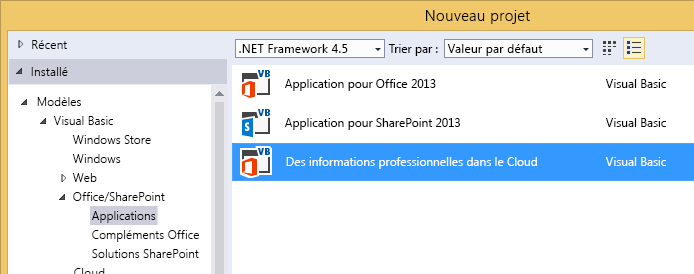 Nouveau projet
Récent
.NET Framework 4.5 Trier par : Valeur par défaut
Installé
Modèles
Visual Basic
Windows Store
Windows
Web
Office/SharePoint
Applications
Compléments Office
Solutions SharePoint
Cloud
VB Application pour Office 2013 Visual Basic
VB Application pour SharePoint 2013 Visual Basic
VB Des informations professionnelles dans le Cloud Visual Basic